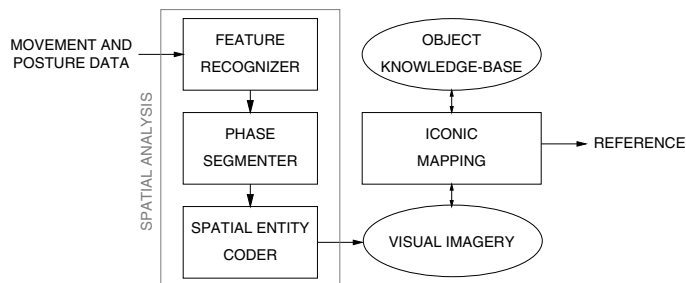 MOVEMENT AND
POSTURE DATA
SPATIAL ANALYSIS
FEATURE
RECOGNIZER
PHASE
SEGMENTER
SPATIAL ENTITY
CODER
OBJECT
KNOWLEDGE-BASE
ICONIC
MAPPING
REFERENCE
VISUAL IMAGERY